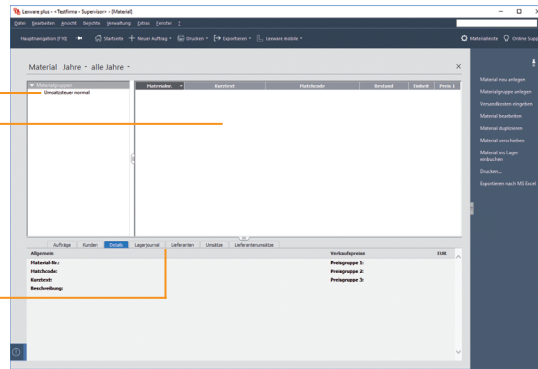 Lexware plus - <Testfirma - Supervisor> - [Material]
Datei Bearbeiten Ansicht Berichte Verwaltung Extras Fenster ?
Hauptnavigation [F10] Startseite + Neuer Auftrag Drucken Exportieren Lexware mobile Materialliste Online Supp
Material Jahre alle Jahre
Materialgruppen
Umsatzsteuer normal
Materialnr. Kurztext Matchcode Bestand Einheit Preis 1
Material neu anlegen
Materialgruppe anlegen
Versandkosten eingeben
Material bearbeiten
Material duplizieren
Material verschieben
Material ins Lager einbuchen
Drucken...
Exportieren nach MS Excel
Aufträge Kunden Details Lagerjournal Lieferanten Umsätze Lieferantenumsätze
Allgemein Verkaufspreise EUR
Material-Nr.: Preisgruppe 1:
Matchcode: Preisgruppe 2:
Kurztext: Preisgruppe 3:
Beschreibung: